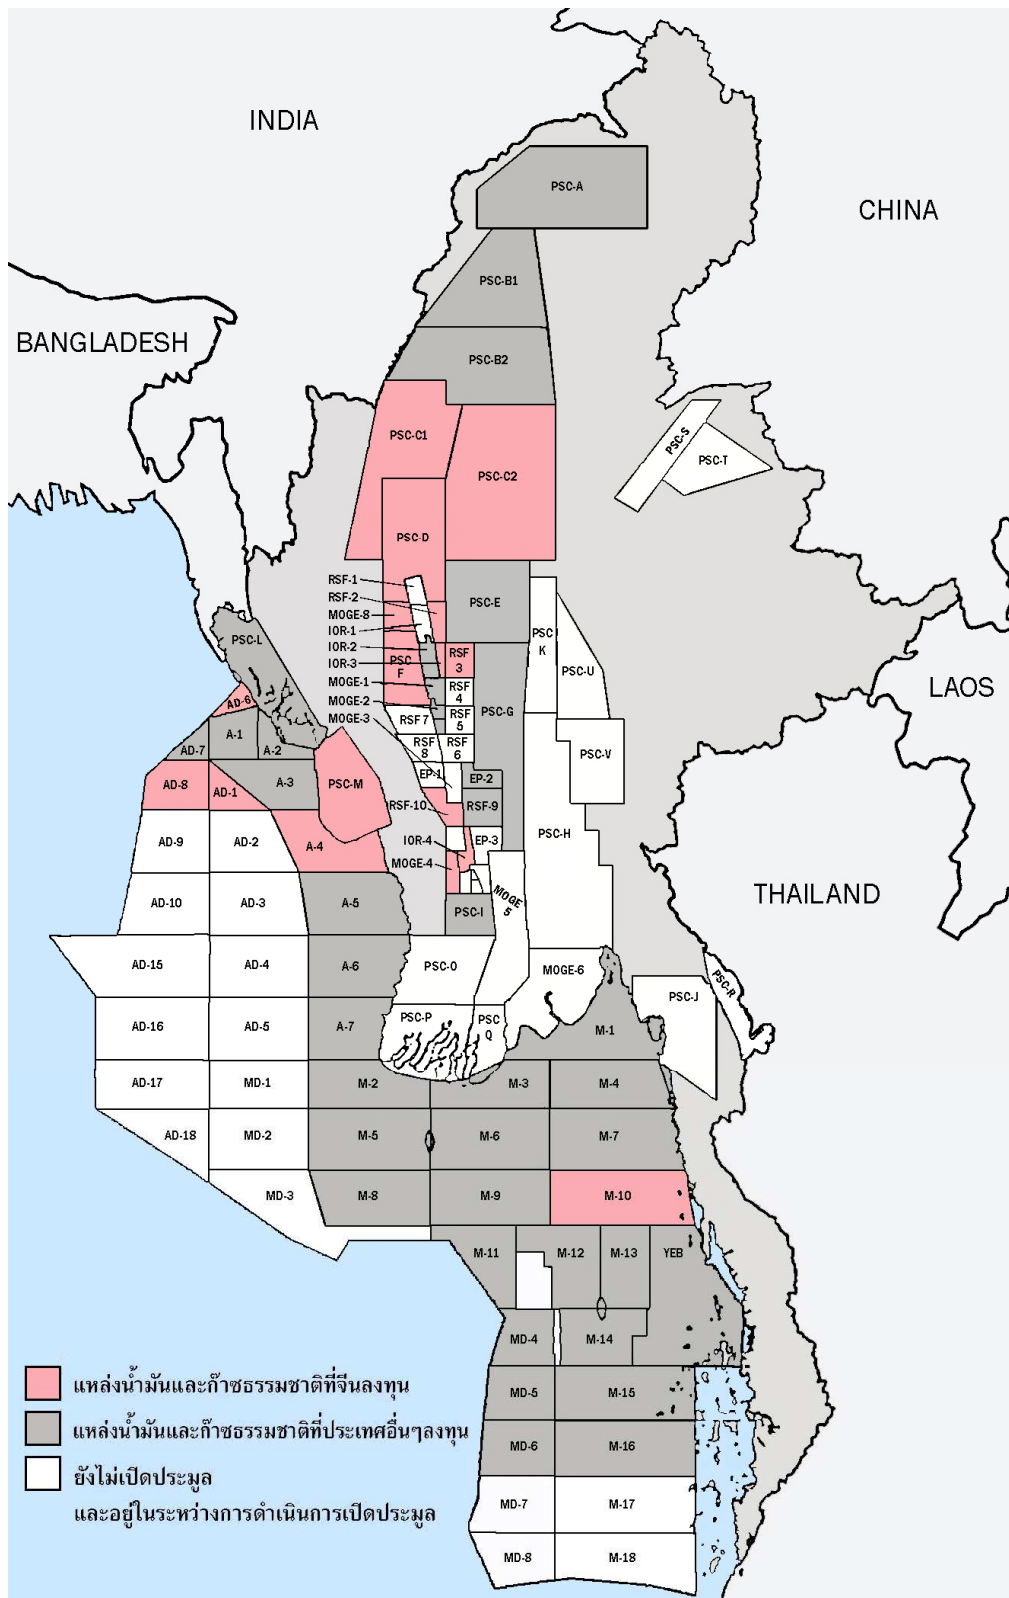 INDIA
CHINA
BANGLADESH
LAOS
THAILAND
PSC-A
PSC-B1
PSC-B2
PSC-C1
PSC-C2
PSC-S
PSC-T
PSC-D
RSF-1
RSF-2
MOGE-8
IOR-1
IOR-2
IOR-3
MOGE-1
MOGE-2
MOGE-3
PSC-E
PSC
K
PSC-U
PSC-L
PSC
F
RSF
3
RSF
4
RSF 7
RSF
5
PSC-G
AD-6
A-1
A-2
AD-7
RSF
8
RSF
6
PSC-V
AD-8
AD-1
A-3
PSC-M
EP-1
EP-2
RSF-10
RSF-9
AD-9
AD-2
A-4
IOR-4
EP-3
PSC-H
MOGE-4
AD-10
AD-3
A-5
PSC-I
MOGE
5
AD-15
AD-4
A-6
PSC-O
MOGE-6
PSC-R
PSC-J
AD-16
AD-5
A-7
PSC-P
PSC
Q
M-1
AD-17
MD-1
M-2
M-3
M-4
AD-18
MD-2
M-5
M-6
M-7
MD-3
M-8
M-9
M-10
M-11
M-12
M-13
YEB
MD-4
M-14
MD-5
M-15
MD-6
M-16
MD-7
M-17
MD-8
M-18
แหล่งน้ำมันและก๊าซธรรมชาติที่จีนลงทุน
แหล่งน้ำมันและก๊าซธรรมชาติที่ประเทศอื่นๆลงทุน
ยังไม่เปิดประมูล
และอยู่ในระหว่างการดำเนินการเปิดประมูล